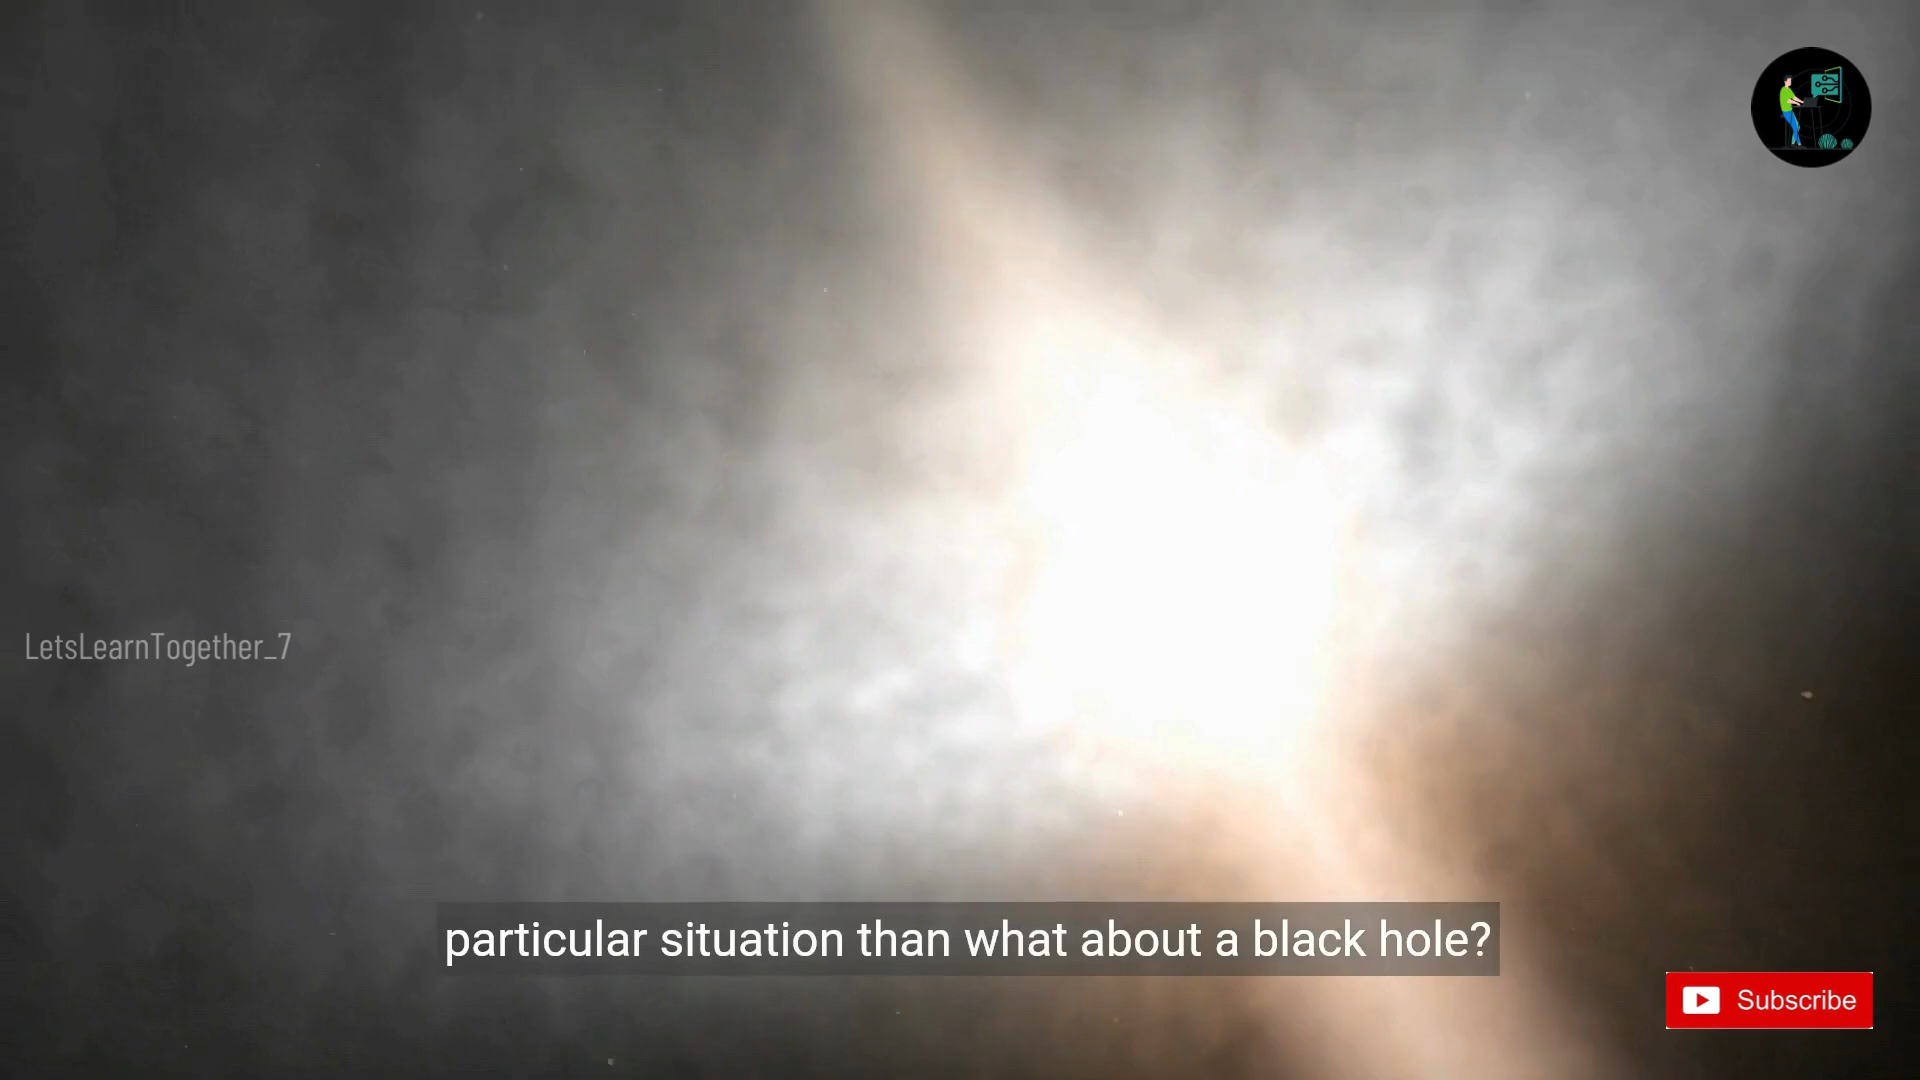 LetsLearnTogether_7
particular situation than what about a black hole?
Subscribe